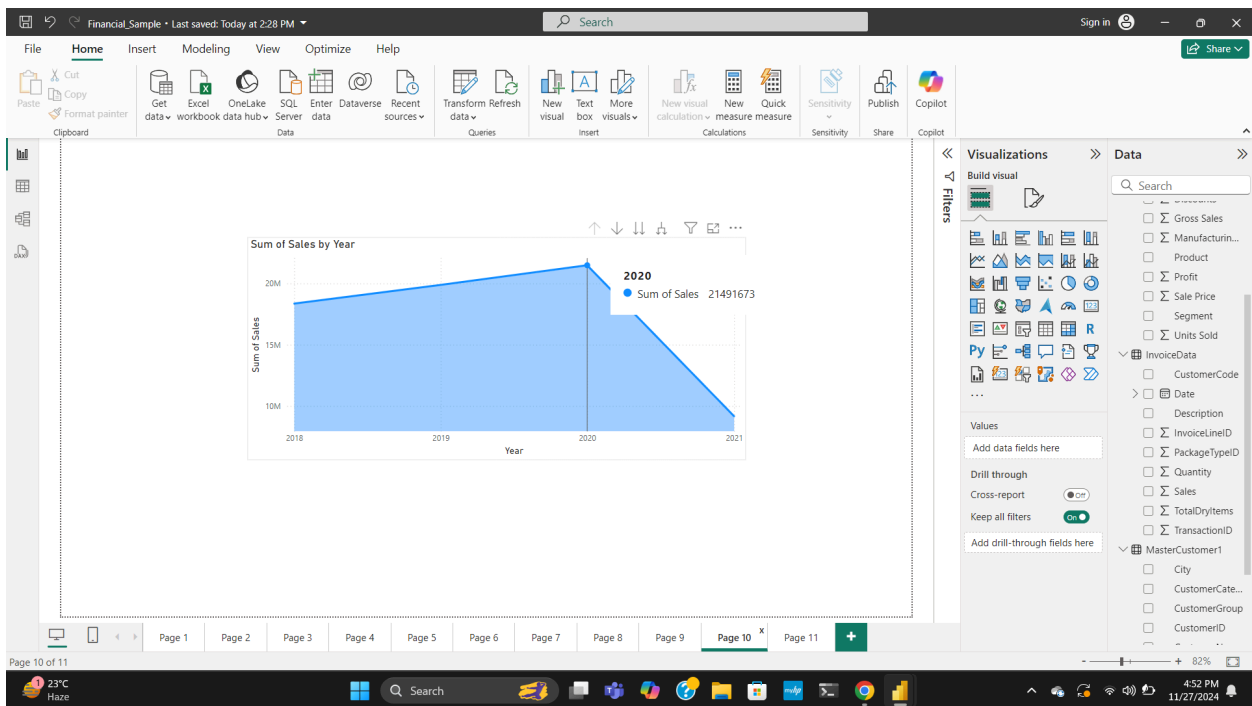 Financial_Sample • Last saved: Today at 2:28 PM
Search
Sign in
File Home Insert Modeling View Optimize Help
Share
Paste
Cut
Copy
Format painter
Clipboard
Get data
Excel workbook
OneLake data hub
SQL Server
Enter data
Dataverse
Recent sources
Data
Transform data
Refresh
Queries
New visual
Text box
More visuals
Insert
New visual calculation
New measure
Quick measure
Calculations
Sensitivity
Sensitivity
Publish
Share
Copilot
Copilot
Sum of Sales by Year
Sum of Sales
20M
15M
10M
2018 2019 2020 2021
Year
2020
Sum of Sales 21491673
Filters
Visualizations
Build visual
123
R
Py
...
Values
Add data fields here
Drill through
Cross-report Off
Keep all filters On
Add drill-through fields here
Data
Search
Gross Sales
Manufacturin...
Product
Profit
Sale Price
Segment
Units Sold
InvoiceData
CustomerCode
Date
Description
InvoiceLineID
PackageTypeID
Quantity
Sales
TotalDryItems
TransactionID
MasterCustomer1
City
CustomerCate...
CustomerGroup
CustomerID
Page 1 Page 2 Page 3 Page 4 Page 5 Page 6 Page 7 Page 8 Page 9 Page 10 x Page 11 +
Page 10 of 11
- + 82%
1
23°C
Haze
Search
4:52 PM
11/27/2024